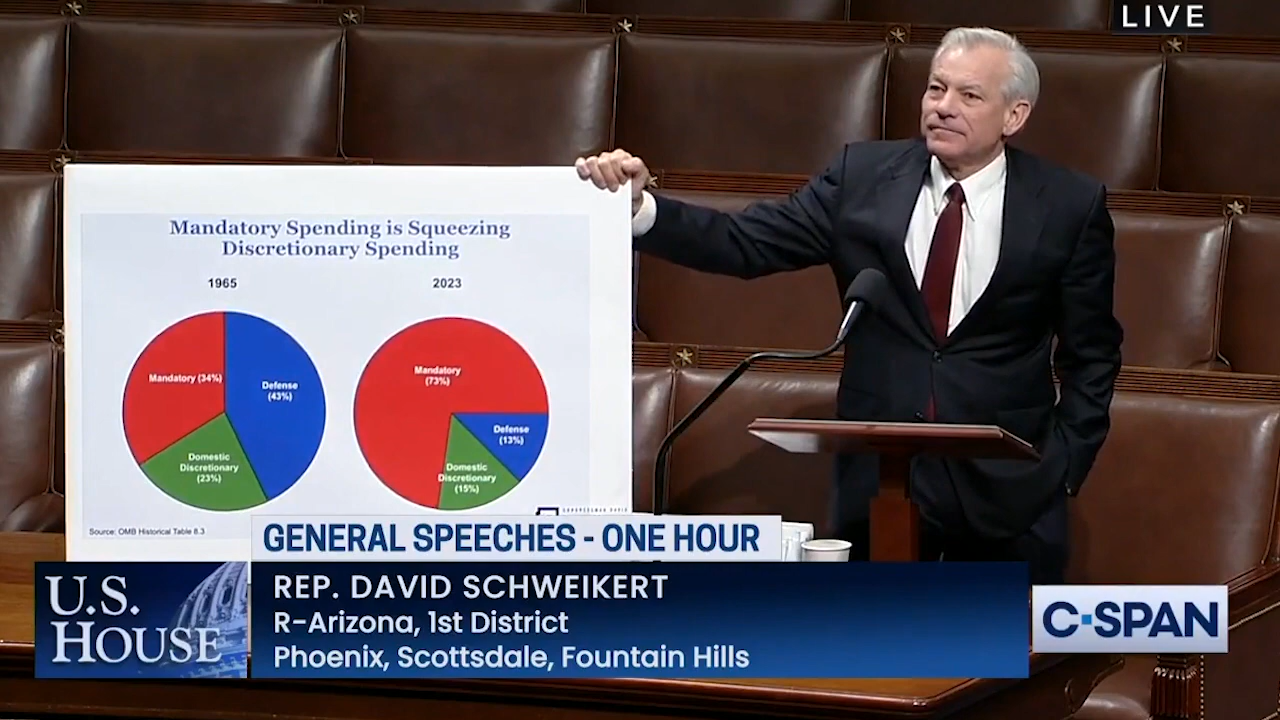 LIVE
Mandatory Spending is Squeezing
Discretionary Spending
1965
2023
Mandatory (34%)
Defense
(43%)
Domestic
Discretionary
(23%)
Mandatory
(73%)
Defense
(13%)
Domestic
Discretionary
(15%)
Source: OMB Historical Table 8.3
CONGRESSMAN DAVID
GENERAL SPEECHES - ONE HOUR
U.S.
HOUSE
REP. DAVID SCHWEIKERT
R-Arizona, 1st District
Phoenix, Scottsdale, Fountain Hills
C-SPAN